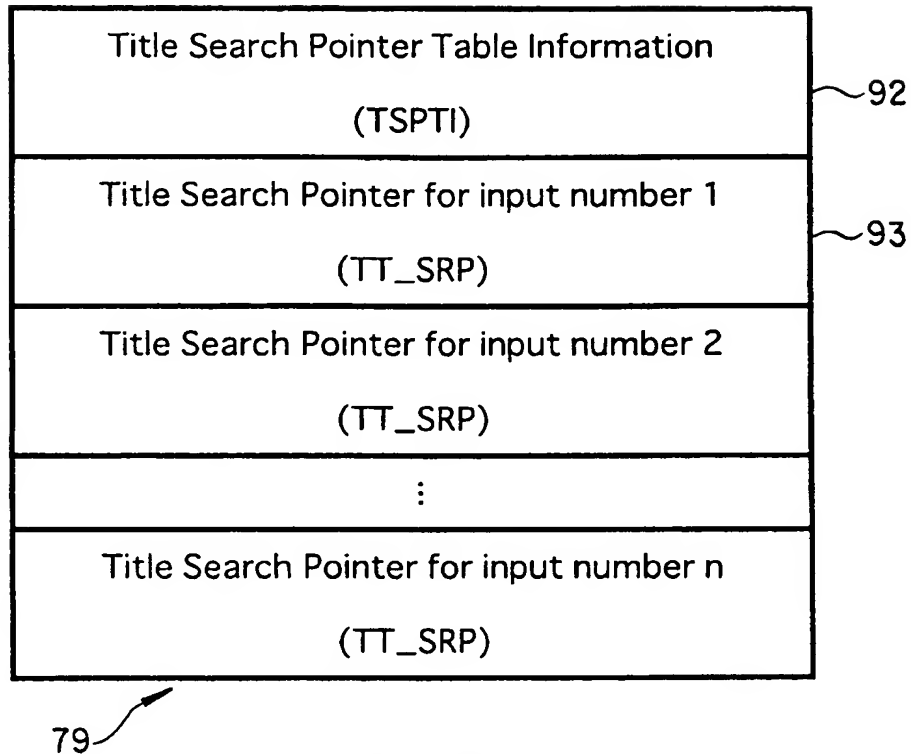 Title Search Pointer Table Information
(TSPTI)
92
Title Search Pointer for input number 1
(TT_SRP)
93
Title Search Pointer for input number 2
(TT_SRP)
⋮
Title Search Pointer for input number n
(TT_SRP)
79